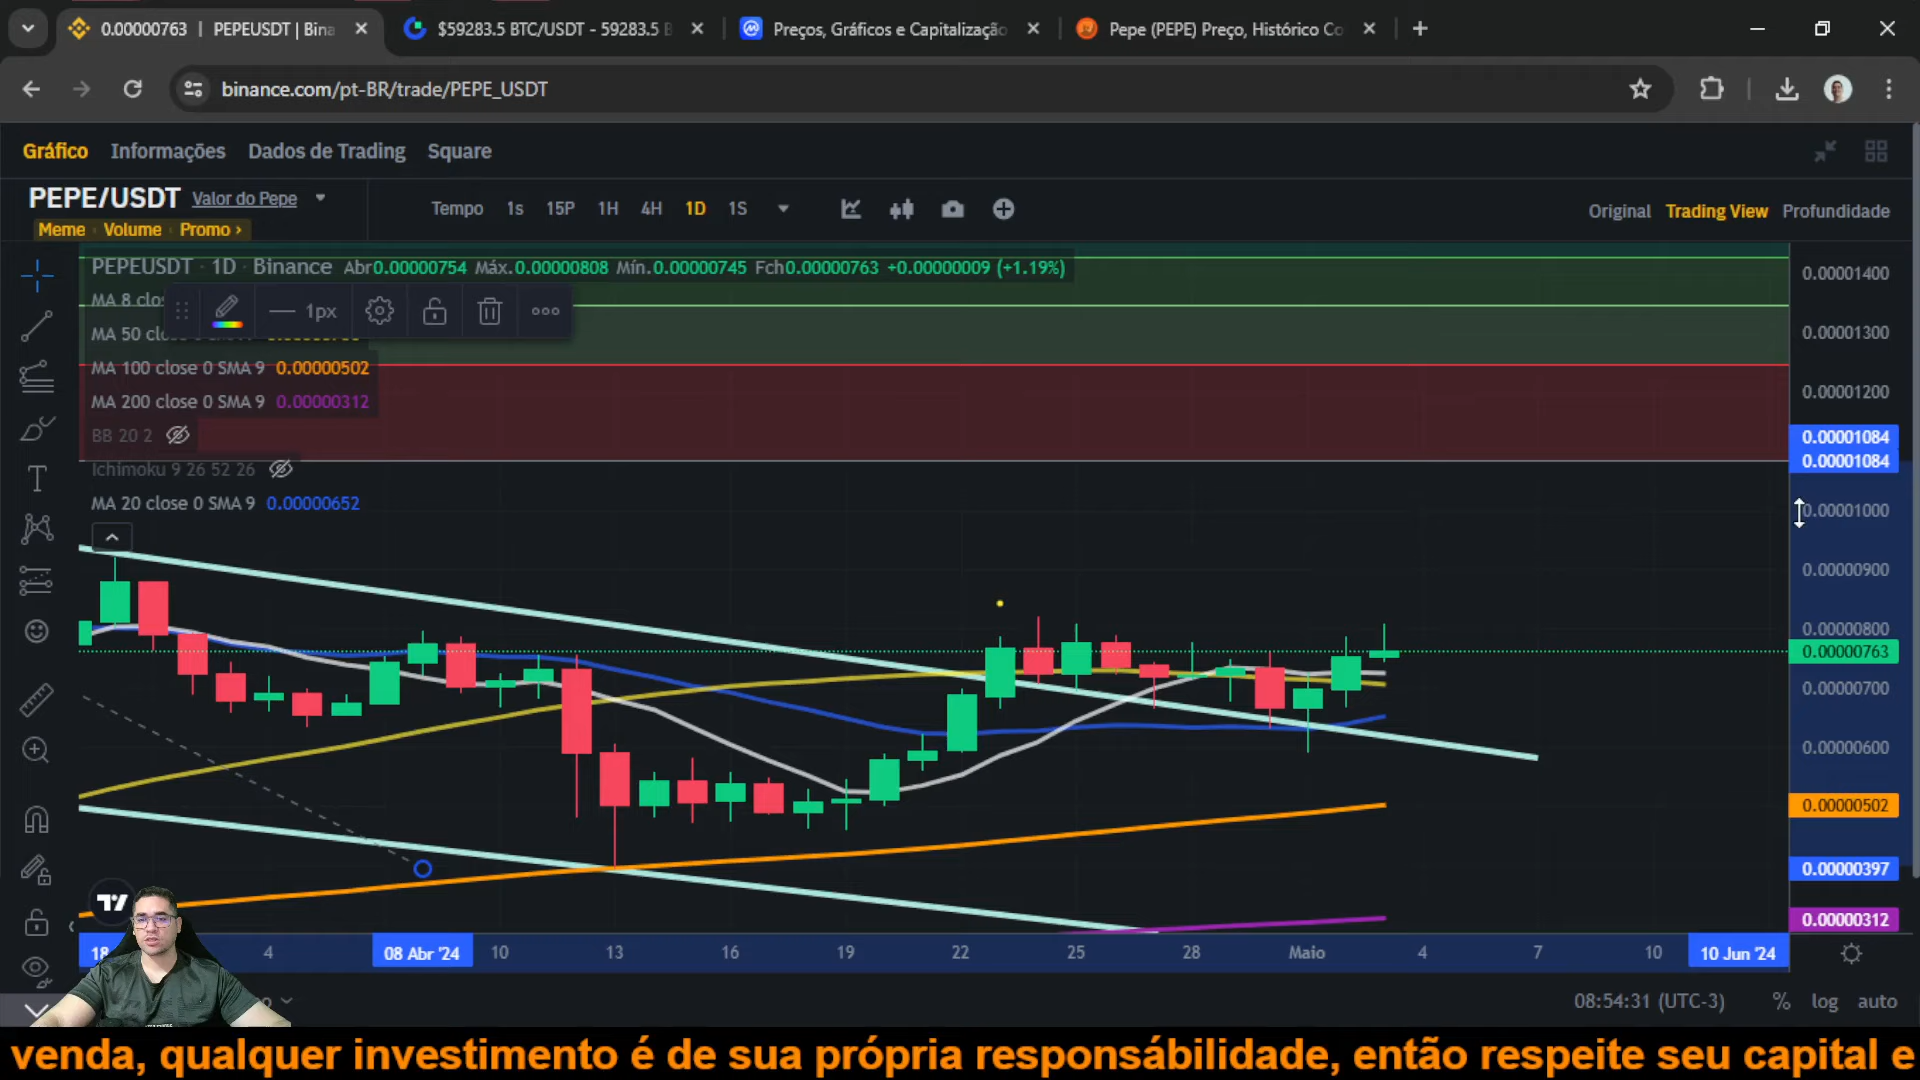 0.00000763 | PEPEUSDT | Bina
$59283.5 BTC/USDT - 59283.5 B
Preços, Gráficos e Capitalização
Pepe (PEPE) Preço, Histórico Co
binance.com/pt-BR/trade/PEPE_USDT
Gráfico Informações Dados de Trading Square
PEPE/USDT Valor do Pepe
Meme Volume Promo ›
Tempo 1s 15P 1H 4H 1D 1S
Original Trading View Profundidade
PEPEUSDT · 1D · Binance Abr0.00000754 Máx.0.00000808 Mín.0.00000745 Fch0.00000763 +0.00000009 (+1.19%)
MA 8 clos
1px
MA 50 clo
MA 100 close 0 SMA 9 0.00000502
MA 200 close 0 SMA 9 0.00000312
BB 20 2
Ichimoku 9 26 52 26
MA 20 close 0 SMA 9 0.00000652
0.00001400
0.00001300
0.00001200
0.00001084
0.00001084
0.00001000
0.00000900
0.00000800
0.00000763
0.00000700
0.00000600
0.00000502
0.00000397
0.00000312
18 4 08 Abr '24 10 13 16 19 22 25 28 Maio 4 7 10 10 Jun '24
08:54:31 (UTC-3) % log auto
venda, qualquer investimento é de sua própria responsábilidade, então respeite seu capital e